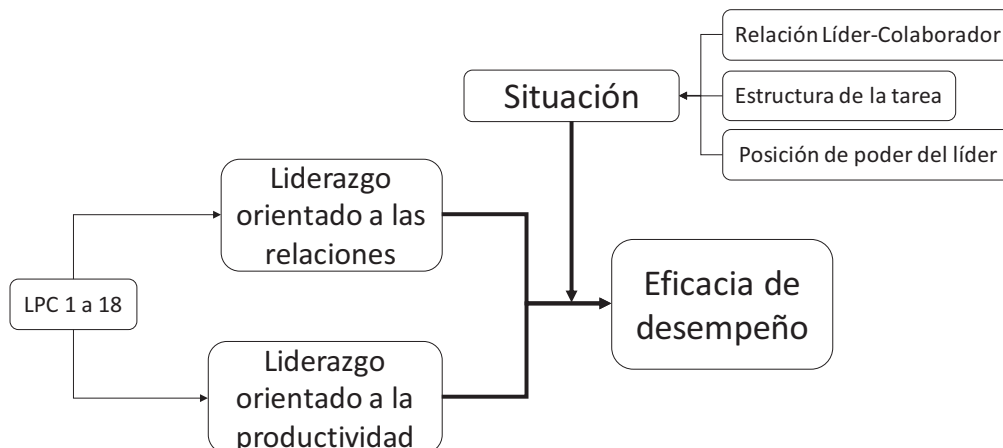 Relación Líder-Colaborador
Situación
Estructura de la tarea
Posición de poder del líder
Liderazgo
orientado a las
relaciones
Eficacia de
desempeño
LPC 1 a 18
Liderazgo
orientado a la
productividad